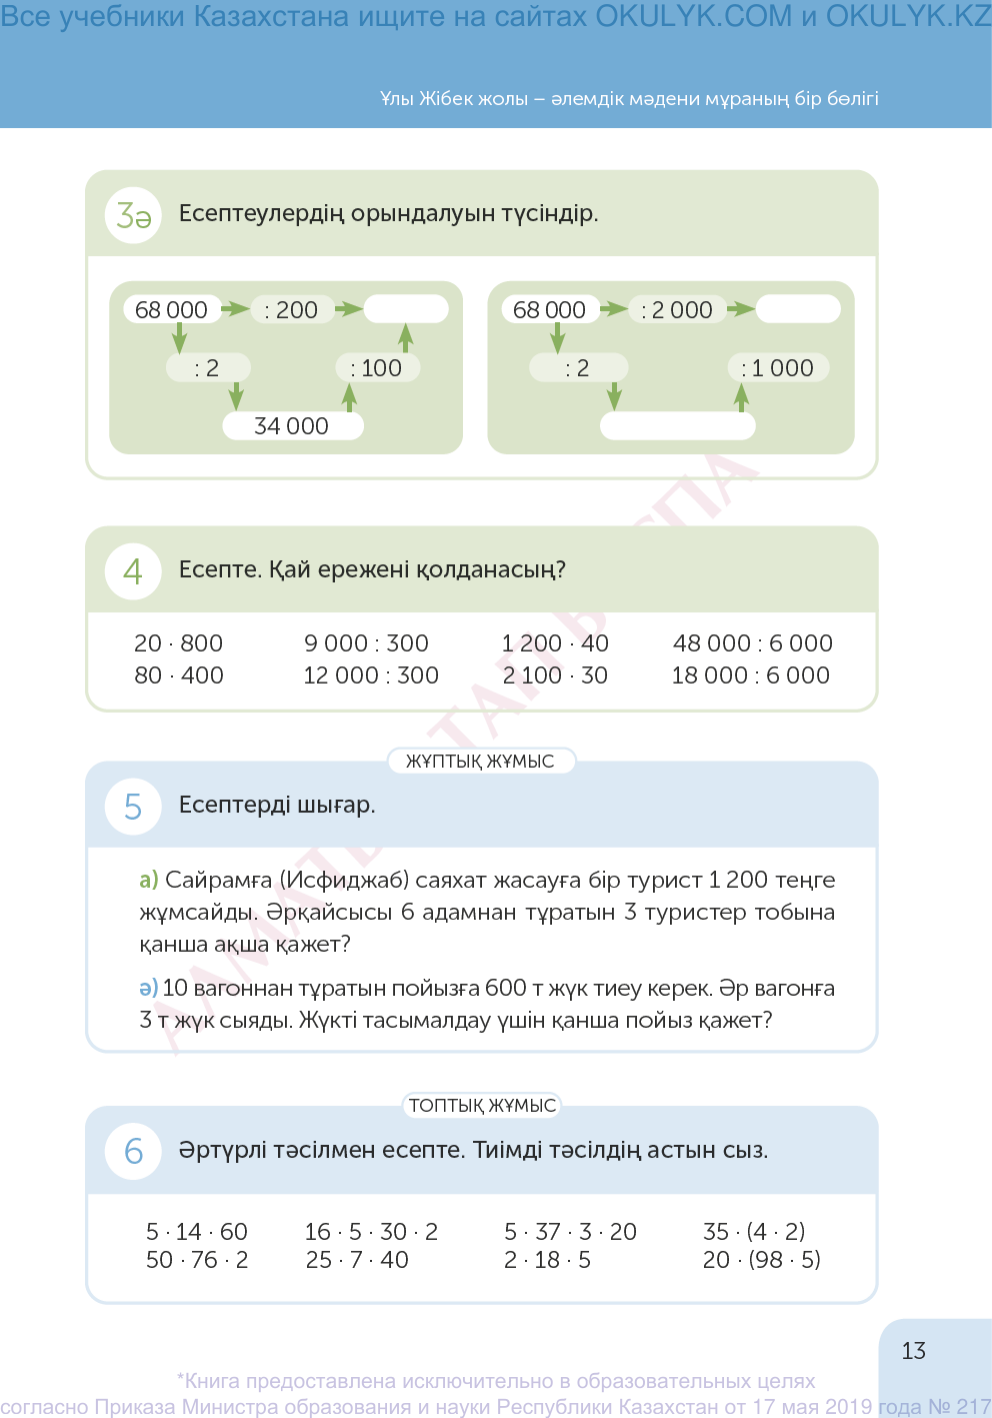 Все учебники Казахстана ищите на сайтах OKULYK.COM и OKULYK.KZ
Ұлы Жібек жолы – әлемдік мәдени мұраның бір бөлігі
3ә Есептеулердің орындалуын түсіндір.
68 000 : 200 68 000 : 2 000
: 2 : 100 : 2 : 1 000
34 000
4 Есепте. Қай ережені қолданасың?
20 · 800 9 000 : 300 1 200 · 40 48 000 : 6 000
80 · 400 12 000 : 300 2 100 · 30 18 000 : 6 000
ЖҰПТЫҚ ЖҰМЫС
5 Есептерді шығар.
а) Сайрамға (Исфиджаб) саяхат жасауға бір турист 1 200 теңге
жұмсайды. Әрқайсысы 6 адамнан тұратын 3 туристер тобына
қанша ақша қажет?
ә) 10 вагоннан тұратын пойызға 600 т жүк тиеу керек. Әр вагонға
3 т жүк сыяды. Жүкті тасымалдау үшін қанша пойыз қажет?
ТОПТЫҚ ЖҰМЫС
6 Әртүрлі тәсілмен есепте. Тиімді тәсілдің астын сыз.
5 · 14 · 60 16 · 5 · 30 · 2 5 · 37 · 3 · 20 35 · (4 · 2)
50 · 76 · 2 25 · 7 · 40 2 · 18 · 5 20 · (98 · 5)
13
*Книга предоставлена исключительно в образовательных целях
согласно Приказа Министра образования и науки Республики Казахстан от 17 мая 2019 года № 217